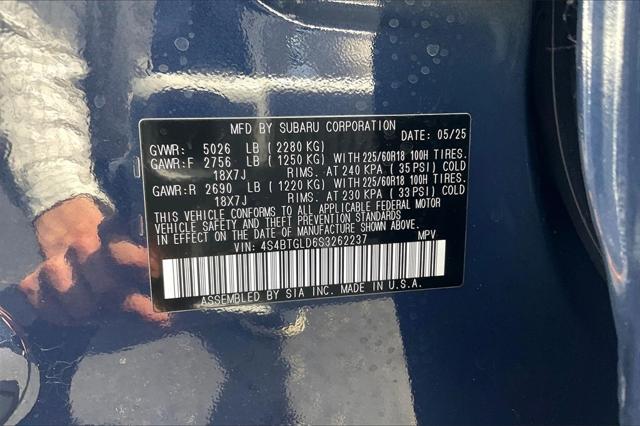 MFD BY SUBARU CORPORATION DATE: 05/25
GVWR: 5026 LB ( 2280 KG)
GAWR:F 2756 LB ( 1250 KG) WITH 225/60R18 100H TIRES.
18X7J RIMS. AT 240 KPA ( 35 PSI) COLD
GAWR:R 2690 LB ( 1220 KG) WITH 225/60R18 100H TIRES.
18X7J RIMS. AT 230 KPA ( 33 PSI) COLD
THIS VEHICLE CONFORMS TO ALL APPLICABLE FEDERAL MOTOR
VEHICLE SAFETY AND THEFT PREVENTION STANDARDS
IN EFFECT ON THE DATE OF MANUFACTURE SHOWN ABOVE.
VIN: 4S4BTGLD6S3262237 MPV
ASSEMBLED BY SIA INC. MADE IN U.S.A.